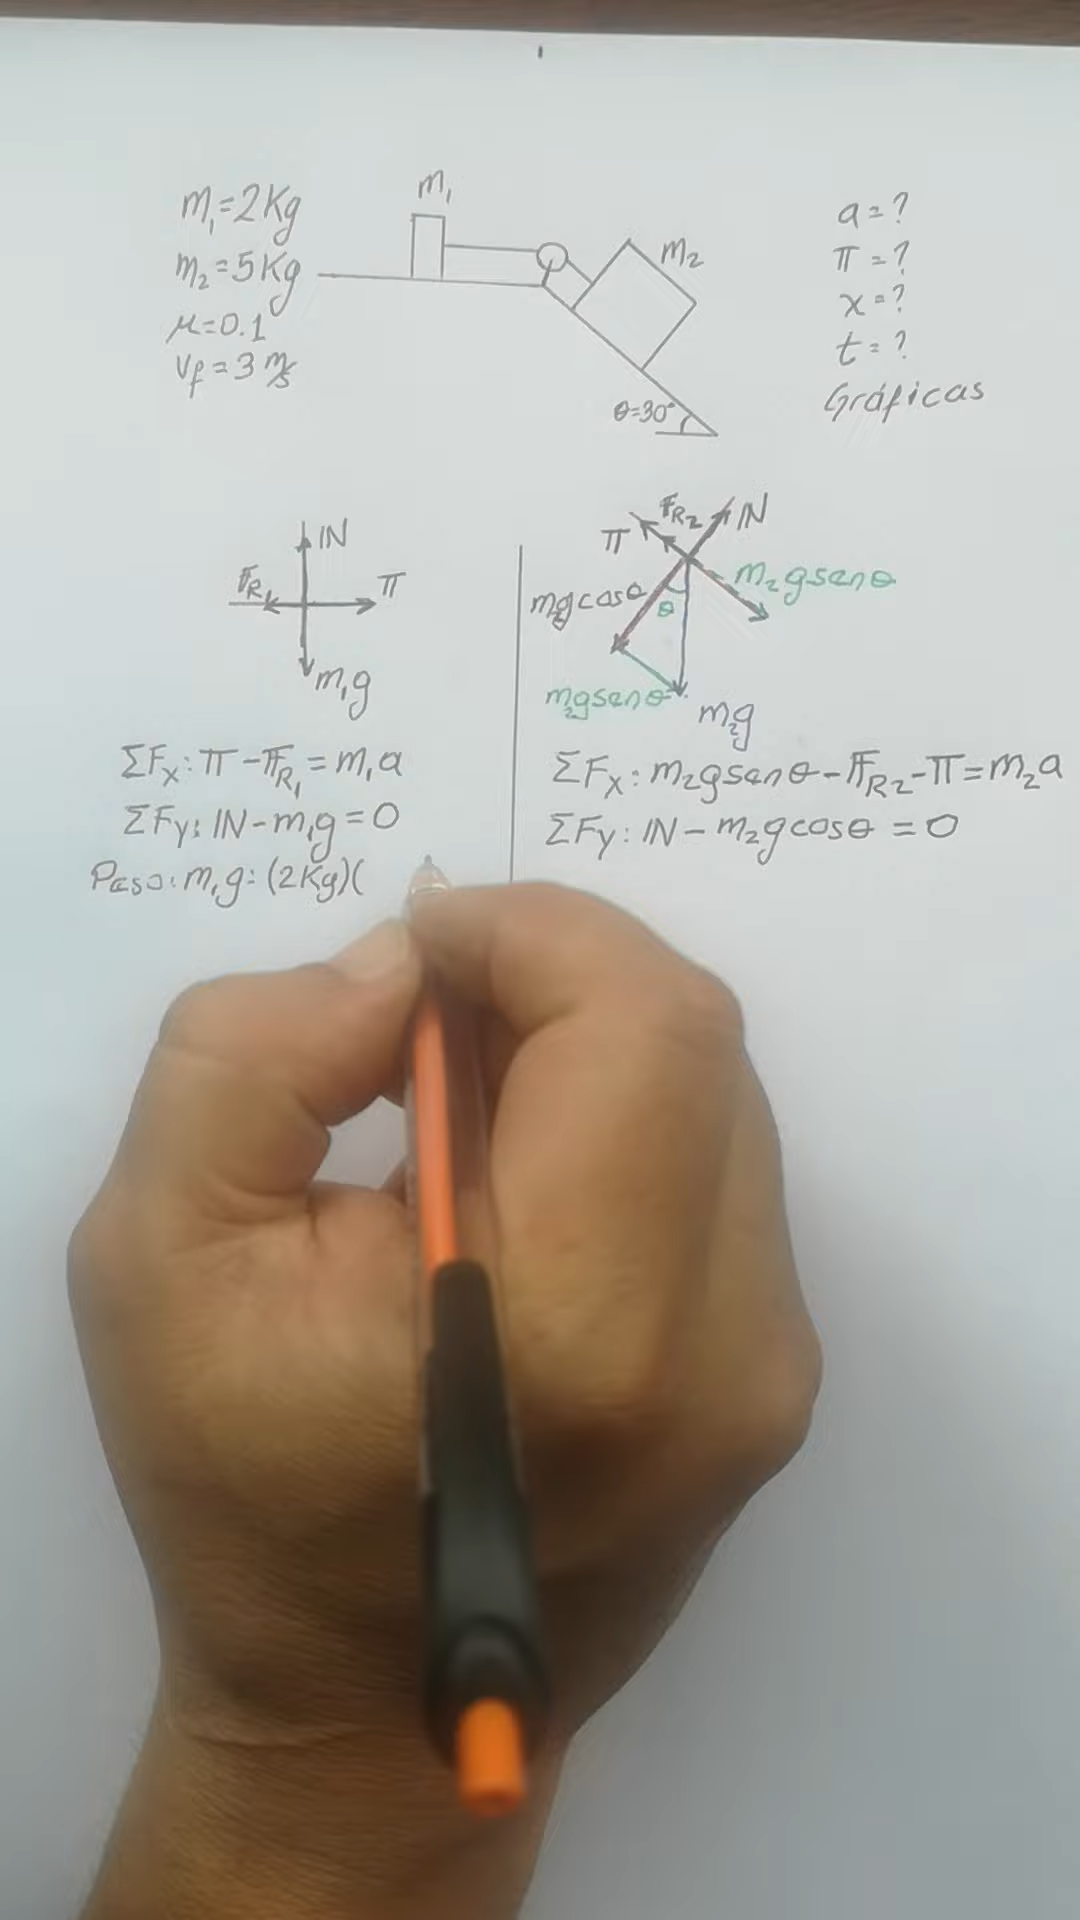 m₁=2Kg
m₂=5Kg
μ=0.1
Vf=3 m/s
m₁
m₂
θ=30°
a=?
T=?
x=?
t=?
Gráficas
N
FR₁
T
m₁g
FR₂
N
T
m₂gsenθ
m₂gcosθ
θ
m₂gsenθ
m₂g
ΣFx: T-FR₁=m₁a
ΣFy: N-m₁g=0
Peso: m₁g: (2Kg)(
ΣFx: m₂gsenθ-FR₂-T=m₂a
ΣFy: N-m₂gcosθ=0